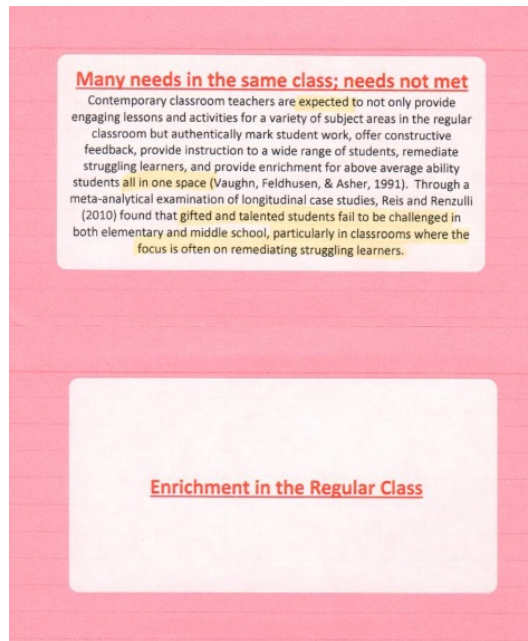 Many needs in the same class; needs not met
Contemporary classroom teachers are expected to not only provide
engaging lessons and activities for a variety of subject areas in the regular
classroom but authentically mark student work, offer constructive
feedback, provide instruction to a wide range of students, remediate
struggling learners, and provide enrichment for above average ability
students all in one space (Vaughn, Feldhusen, & Asher, 1991). Through a
meta-analytical examination of longitudinal case studies, Reis and Renzulli
(2010) found that gifted and talented students fail to be challenged in
both elementary and middle school, particularly in classrooms where the
focus is often on remediating struggling learners.
Enrichment in the Regular Class